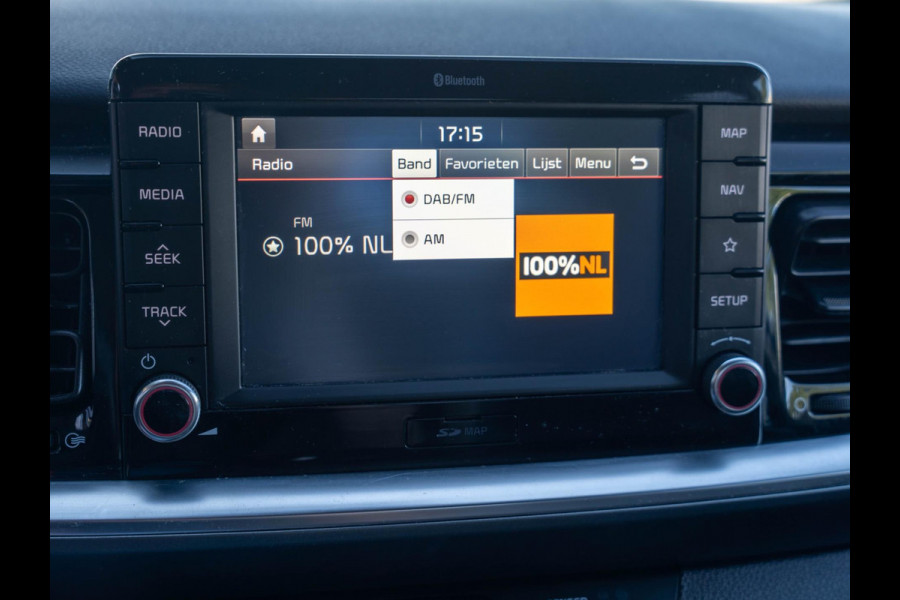 Bluetooth
RADIO
MEDIA
SEEK
TRACK
17:15
Radio Band Favorieten Lijst Menu
DAB/FM
AM
FM
100% NL
100%NL
MAP
NAV
SETUP
SD MAP